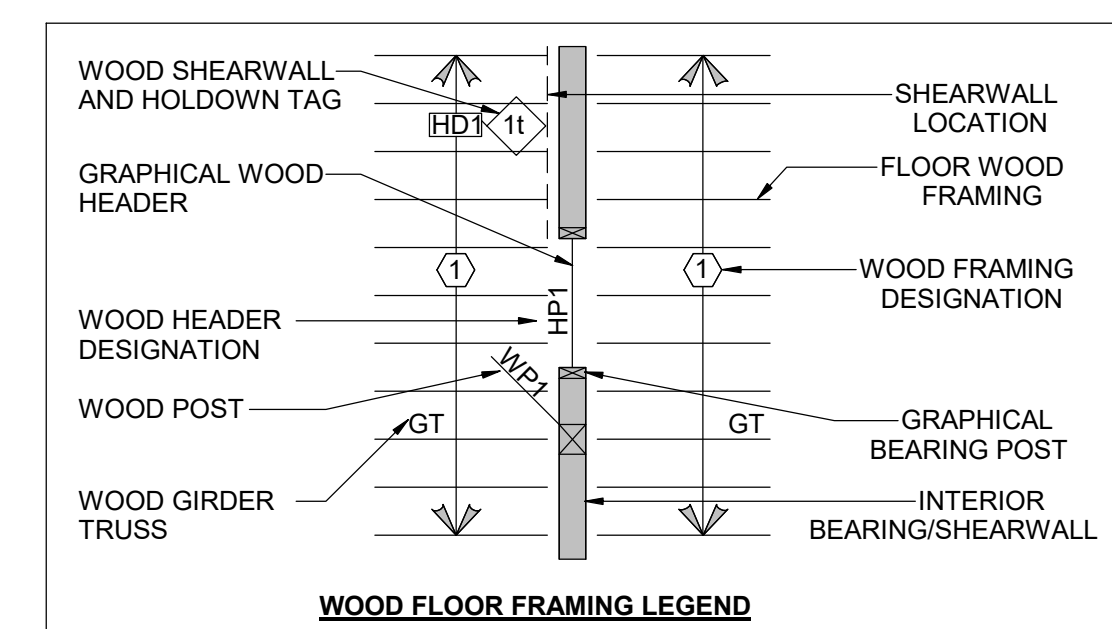 WOOD SHEARWALL
AND HOLDOWN TAG
HD1
1t
SHEARWALL
LOCATION
GRAPHICAL WOOD
HEADER
FLOOR WOOD
FRAMING
1
1
WOOD FRAMING
DESIGNATION
WOOD HEADER
DESIGNATION
HP1
WP1
WOOD POST
GT
GT
GRAPHICAL
BEARING POST
WOOD GIRDER
TRUSS
INTERIOR
BEARING/SHEARWALL
WOOD FLOOR FRAMING LEGEND